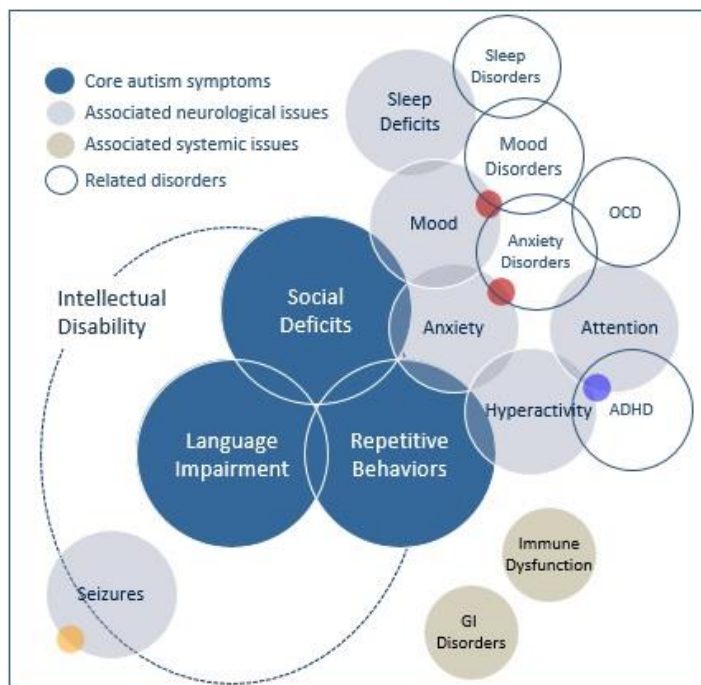 Core autism symptoms
Associated neurological issues
Associated systemic issues
Related disorders
Sleep
Disorders
Sleep
Deficits
Mood
Disorders
OCD
Mood
Anxiety
Disorders
Intellectual
Disability
Social
Deficits
Anxiety
Attention
Hyperactivity
ADHD
Language
Impairment
Repetitive
Behaviors
Immune
Dysfunction
Seizures
GI
Disorders